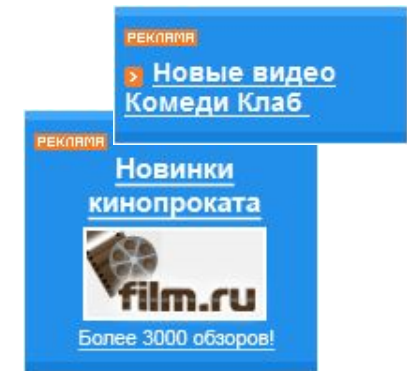 РЕКЛАМА
Новые видео
Комеди Клаб
РЕКЛАМА
Новинки
кинопроката
film.ru
Более 3000 обзоров!